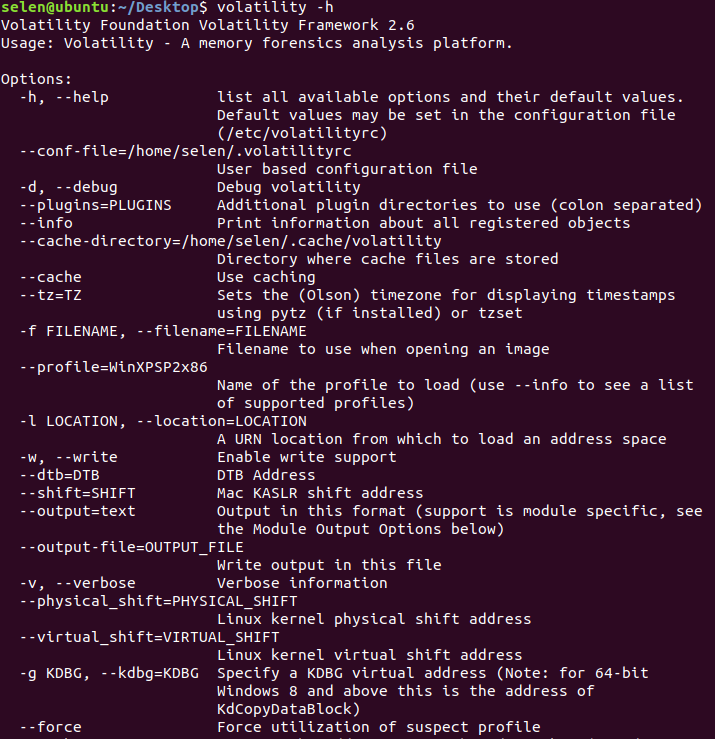 selen@ubuntu:~/Desktop$ volatility -h
Volatility Foundation Volatility Framework 2.6
Usage: Volatility - A memory forensics analysis platform.
Options:
-h, --help list all available options and their default values.
Default values may be set in the configuration file
(/etc/volatilityrc)
--conf-file=/home/selen/.volatilityrc
User based configuration file
-d, --debug Debug volatility
--plugins=PLUGINS Additional plugin directories to use (colon separated)
--info Print information about all registered objects
--cache-directory=/home/selen/.cache/volatility
Directory where cache files are stored
--cache Use caching
--tz=TZ Sets the (Olson) timezone for displaying timestamps
using pytz (if installed) or tzset
-f FILENAME, --filename=FILENAME
Filename to use when opening an image
--profile=WinXPSP2x86
Name of the profile to load (use --info to see a list
of supported profiles)
-l LOCATION, --location=LOCATION
A URN location from which to load an address space
-w, --write Enable write support
--dtb=DTB DTB Address
--shift=SHIFT Mac KASLR shift address
--output=text Output in this format (support is module specific, see
the Module Output Options below)
--output-file=OUTPUT_FILE
Write output in this file
-v, --verbose Verbose information
--physical_shift=PHYSICAL_SHIFT
Linux kernel physical shift address
--virtual_shift=VIRTUAL_SHIFT
Linux kernel virtual shift address
-g KDBG, --kdbg=KDBG Specify a KDBG virtual address (Note: for 64-bit
Windows 8 and above this is the address of
KdCopyDataBlock)
--force Force utilization of suspect profile